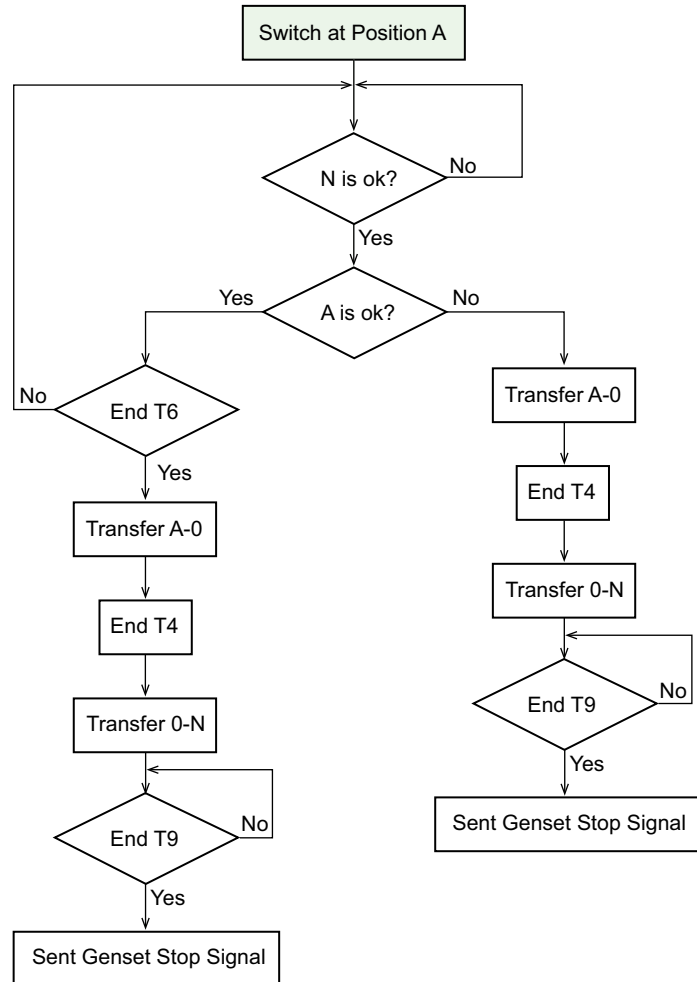 Switch at Position A
N is ok?
No
Yes
A is ok?
Yes
No
End T6
No
Yes
Transfer A-0
End T4
Transfer 0-N
End T9
No
Yes
Sent Genset Stop Signal
Transfer A-0
End T4
Transfer 0-N
End T9
No
Yes
Sent Genset Stop Signal